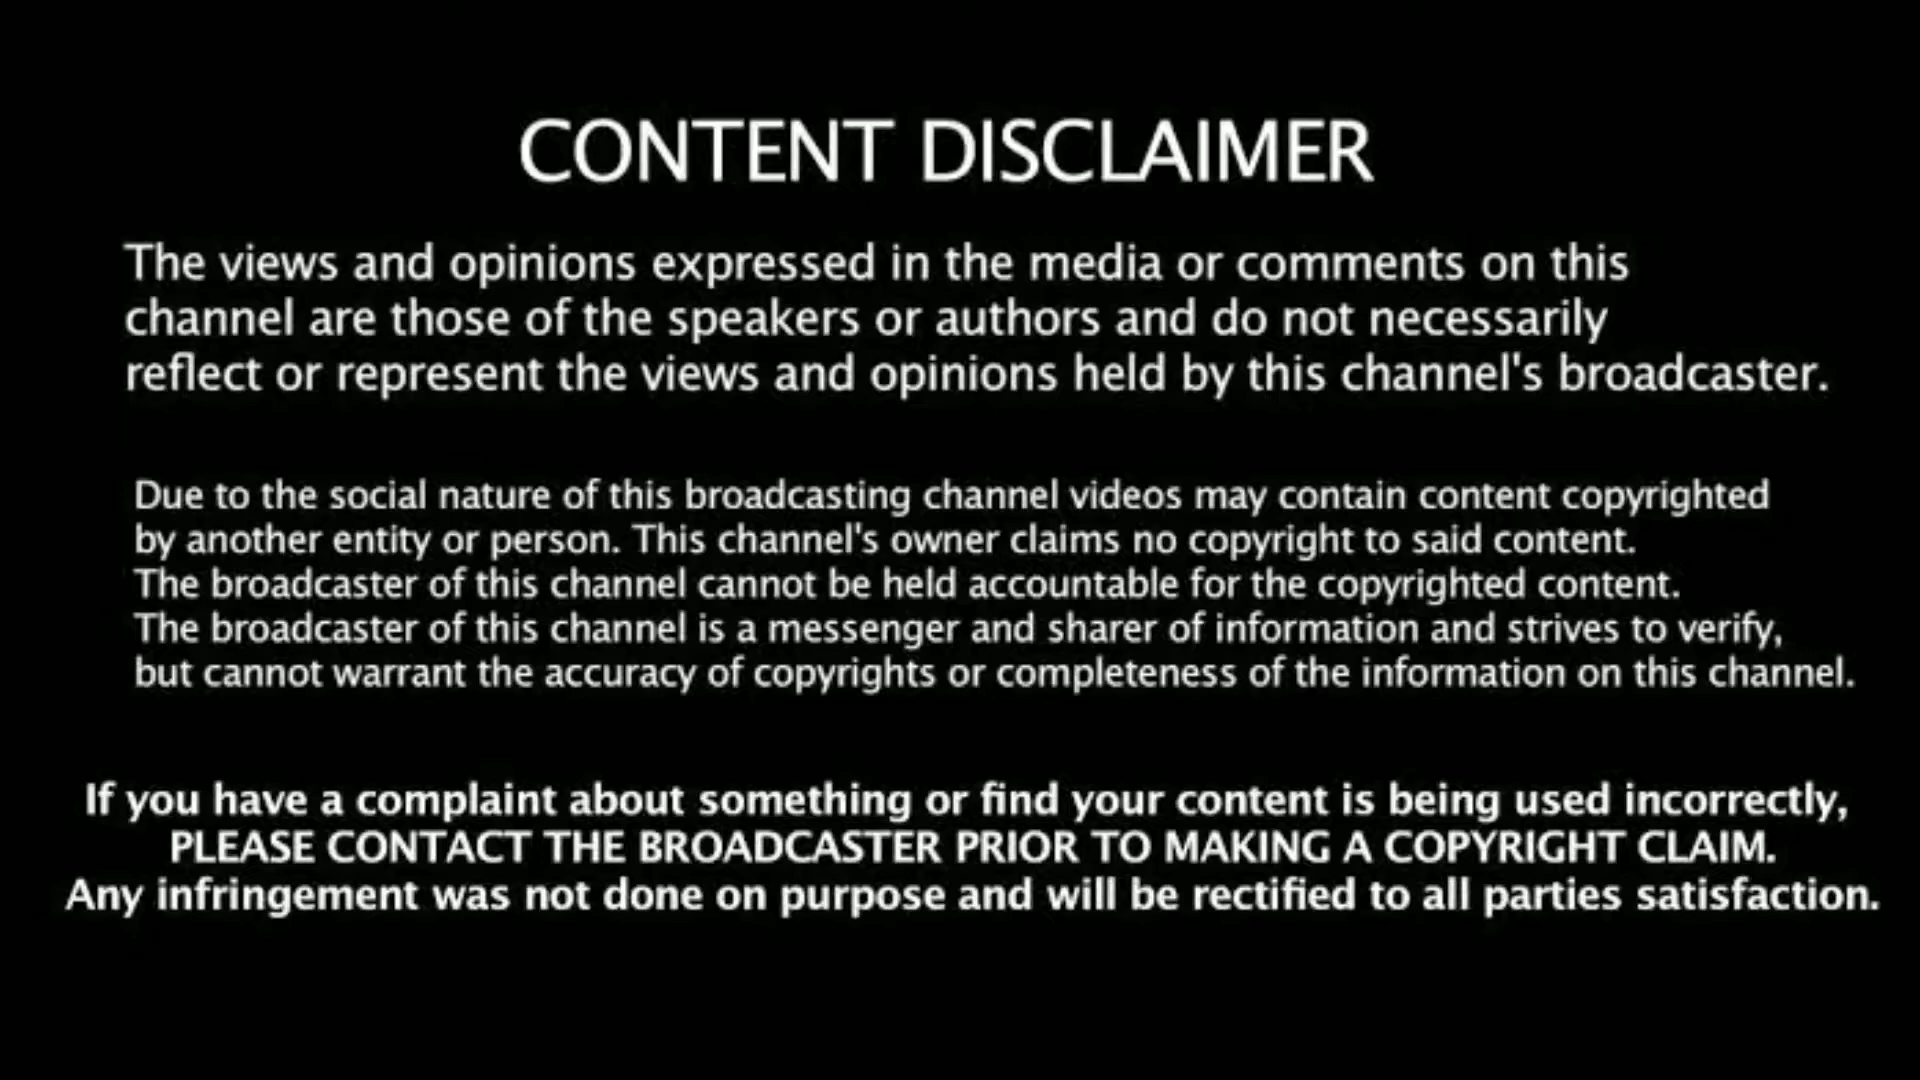 CONTENT DISCLAIMER
The views and opinions expressed in the media or comments on this
channel are those of the speakers or authors and do not necessarily
reflect or represent the views and opinions held by this channel's broadcaster.
Due to the social nature of this broadcasting channel videos may contain content copyrighted
by another entity or person. This channel's owner claims no copyright to said content.
The broadcaster of this channel cannot be held accountable for the copyrighted content.
The broadcaster of this channel is a messenger and sharer of information and strives to verify,
but cannot warrant the accuracy of copyrights or completeness of the information on this channel.
If you have a complaint about something or find your content is being used incorrectly,
PLEASE CONTACT THE BROADCASTER PRIOR TO MAKING A COPYRIGHT CLAIM.
Any infringement was not done on purpose and will be rectified to all parties satisfaction.